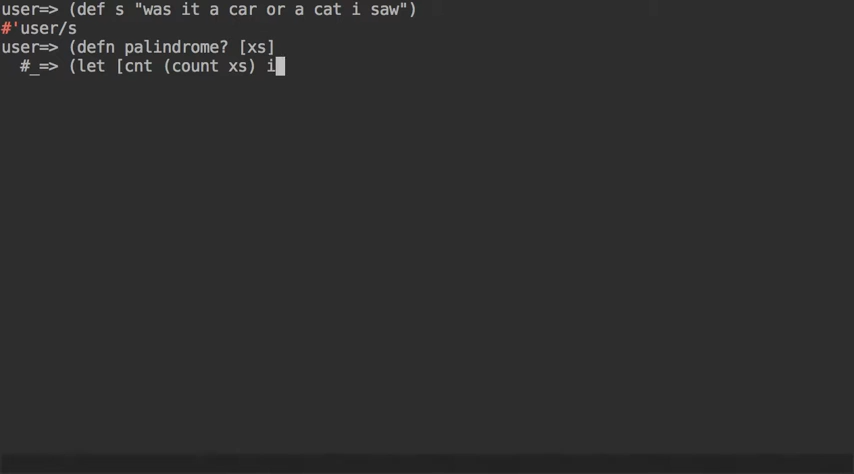 user=> (def s "was it a car or a cat i saw")
#'user/s
user=> (defn palindrome? [xs]
  #_=> (let [cnt (count xs) i